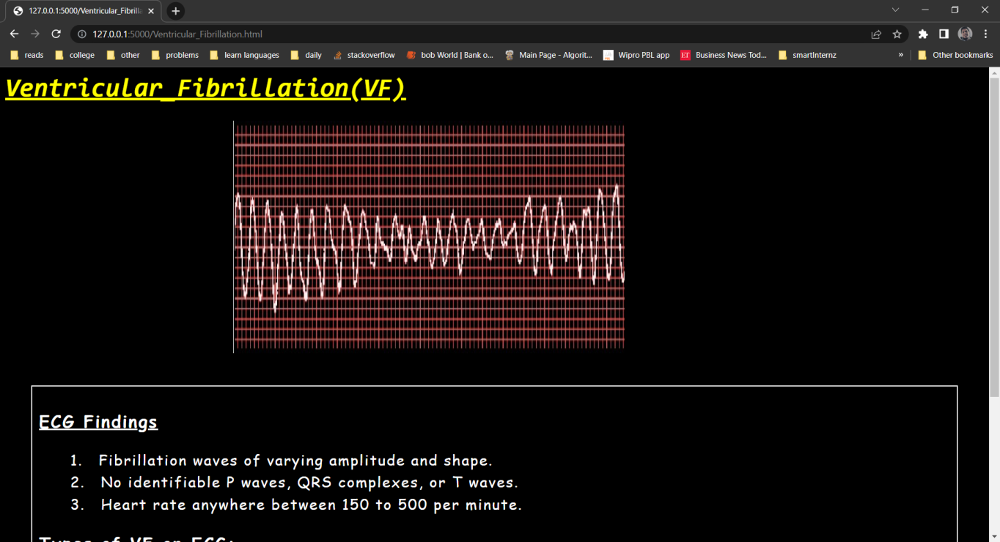 127.0.0.1:5000/Ventricular_Fibrill
127.0.0.1:5000/Ventricular_Fibrillation.html
reads college other problems learn languages daily stackoverflow bob World | Bank o... Main Page - Algorit... Wipro PBL app ET Business News Tod... smartInternz » Other bookmarks
Ventricular_Fibrillation(VF)
ECG Findings
1. Fibrillation waves of varying amplitude and shape.
2. No identifiable P waves, QRS complexes, or T waves.
3. Heart rate anywhere between 150 to 500 per minute.
Types of VF on ECG: